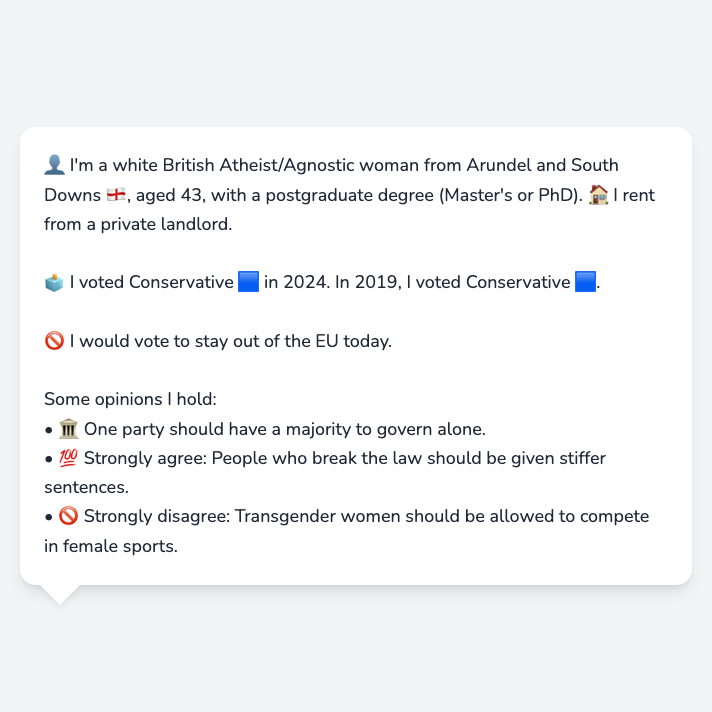 👤 I'm a white British Atheist/Agnostic woman from Arundel and South
Downs 🏴󠁧󠁢󠁥󠁮󠁧󠁿, aged 43, with a postgraduate degree (Master's or PhD). 🏠 I rent
from a private landlord.
🗳️ I voted Conservative 🟦 in 2024. In 2019, I voted Conservative 🟦.
🚫 I would vote to stay out of the EU today.
Some opinions I hold:
• 🏛️ One party should have a majority to govern alone.
• 💯 Strongly agree: People who break the law should be given stiffer
sentences.
• 🚫 Strongly disagree: Transgender women should be allowed to compete
in female sports.